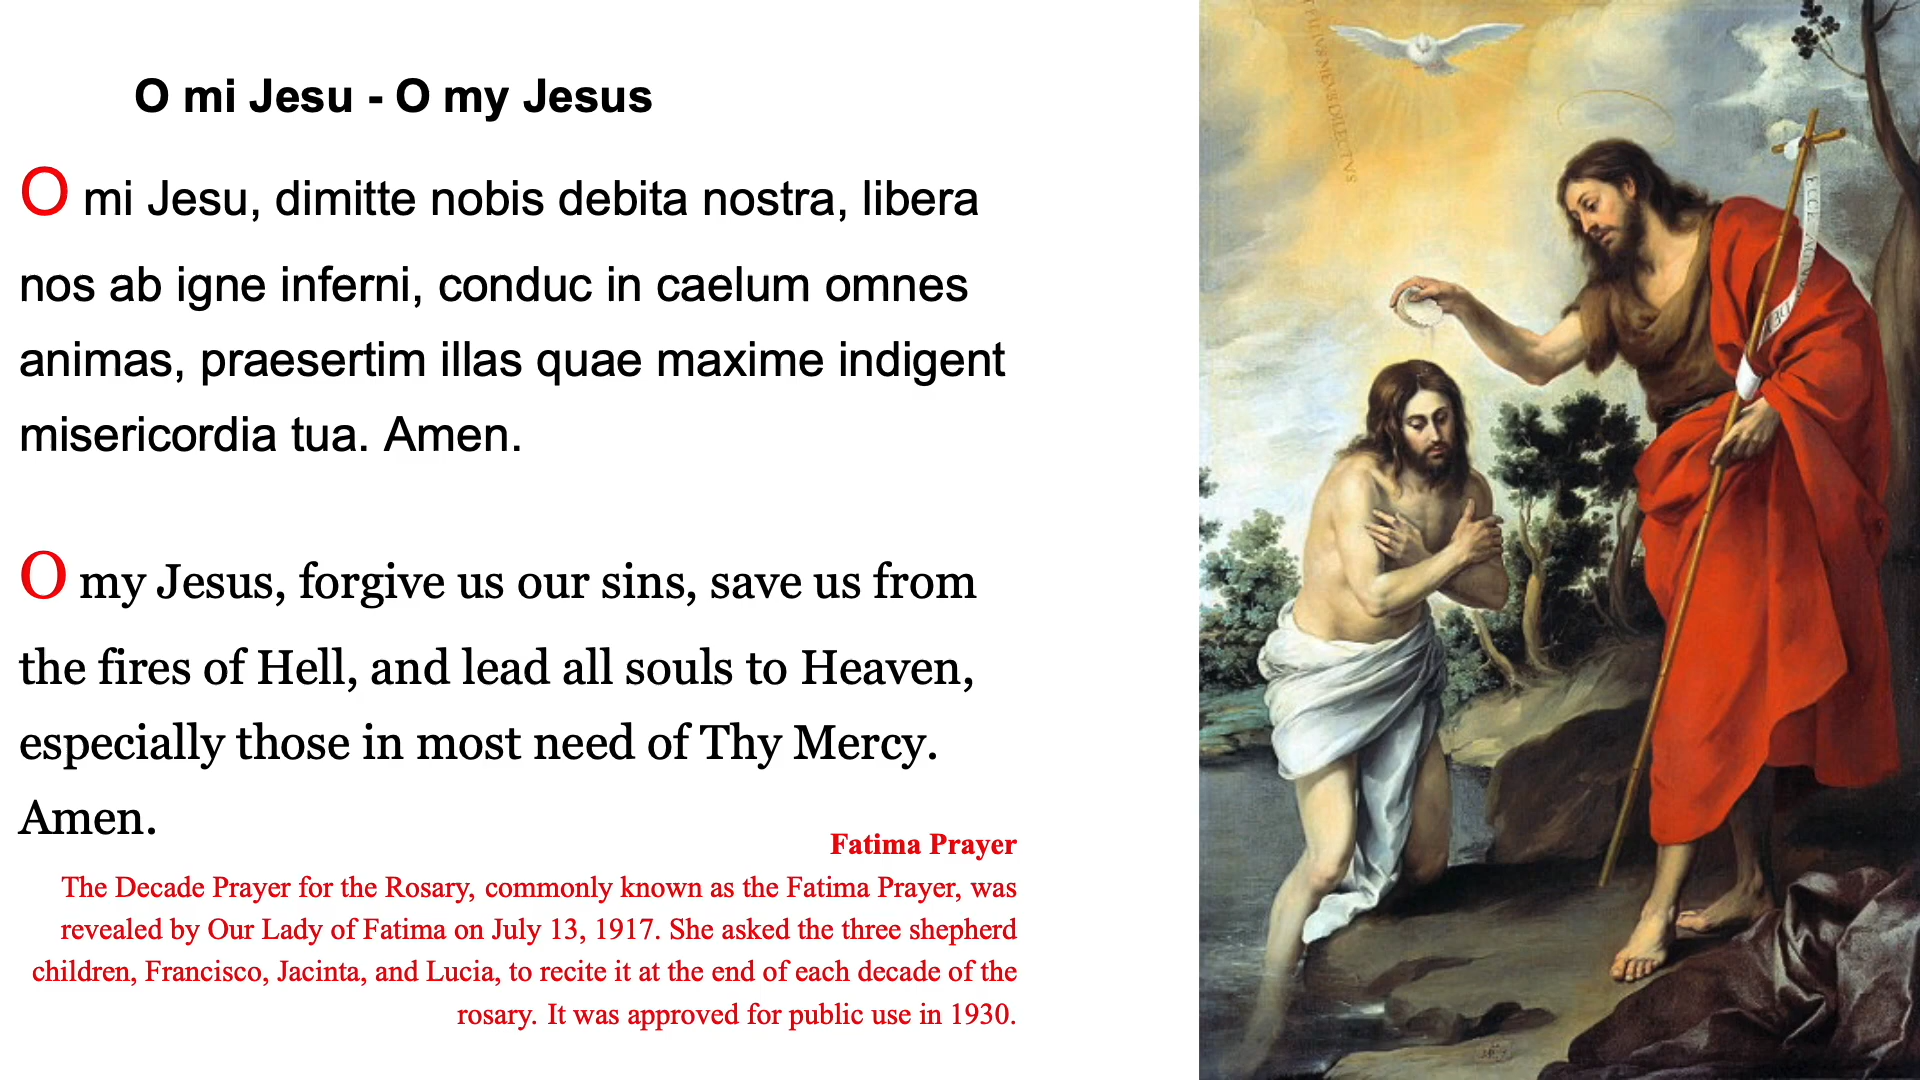 O mi Jesu - O my Jesus
O mi Jesu, dimitte nobis debita nostra, libera
nos ab igne inferni, conduc in caelum omnes
animas, praesertim illas quae maxime indigent
misericordia tua. Amen.
O my Jesus, forgive us our sins, save us from
the fires of Hell, and lead all souls to Heaven,
especially those in most need of Thy Mercy.
Amen.
Fatima Prayer
The Decade Prayer for the Rosary, commonly known as the Fatima Prayer, was
revealed by Our Lady of Fatima on July 13, 1917. She asked the three shepherd
children, Francisco, Jacinta, and Lucia, to recite it at the end of each decade of the
rosary. It was approved for public use in 1930.
MEVS DILECTVS
ECCE